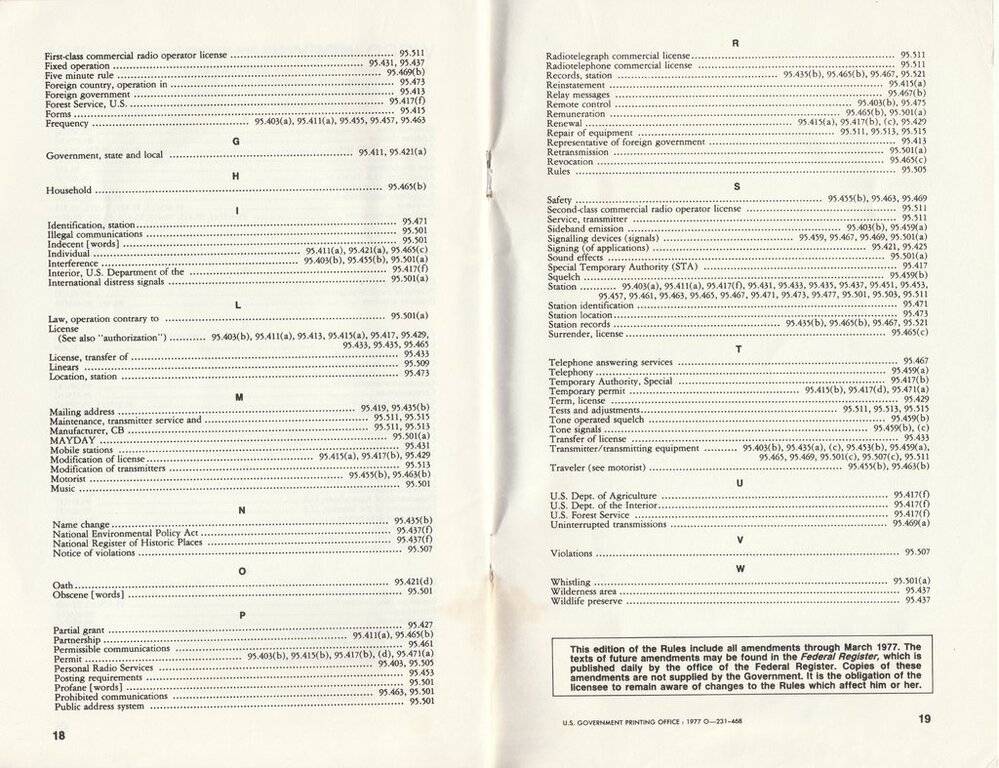 First-class commercial radio operator license ........ 95.511
Fixed operation ........ 95.431, 95.437
Five minute rule ........ 95.469(b)
Foreign country, operation in ........ 95.473
Foreign government ........ 95.413
Forest Service, U.S. ........ 95.417(f)
Forms ........ 95.415
Frequency ........ 95.403(a), 95.411(a), 95.455, 95.457, 95.463
G
Government, state and local ........ 95.411, 95.421(a)
H
Household ........ 95.465(b)
I
Identification, station ........ 95.471
Illegal communications ........ 95.501
Indecent [words] ........ 95.501
Individual ........ 95.411(a), 95.421(a), 95.465(c)
Interference ........ 95.403(b), 95.455(b), 95.501(a)
Interior, U.S. Department of the ........ 95.417(f)
International distress signals ........ 95.501(a)
L
Law, operation contrary to ........ 95.501(a)
License
(See also "authorization") ........ 95.403(b), 95.411(a), 95.413, 95.415(a), 95.417, 95.429,
95.433, 95.435, 95.465
License, transfer of ........ 95.433
Linears ........ 95.509
Location, station ........ 95.473
M
Mailing address ........ 95.419, 95.435(b)
Maintenance, transmitter service and ........ 95.511, 95.515
Manufacturer, CB ........ 95.511, 95.513
MAYDAY ........ 95.501(a)
Mobile stations ........ 95.431
Modification of license ........ 95.415(a), 95.417(b), 95.429
Modification of transmitters ........ 95.513
Motorist ........ 95.455(b), 95.463(b)
Music ........ 95.501
N
Name change ........ 95.435(b)
National Environmental Policy Act ........ 95.437(f)
National Register of Historic Places ........ 95.437(f)
Notice of violations ........ 95.507
O
Oath ........ 95.421(d)
Obscene [words] ........ 95.501
P
Partial grant ........ 95.427
Partnership ........ 95.411(a), 95.465(b)
Permissible communications ........ 95.461
Permit ........ 95.403(b), 95.415(b), 95.417(b), (d), 95.471(a)
Personal Radio Services ........ 95.403, 95.505
Posting requirements ........ 95.453
Profane [words] ........ 95.501
Prohibited communications ........ 95.463, 95.501
Public address system ........ 95.501
18
R
Radiotelegraph commercial license ........ 95.511
Radiotelephone commercial license ........ 95.511
Records, station ........ 95.435(b), 95.465(b), 95.467, 95.521
Reinstatement ........ 95.415(a)
Relay messages ........ 95.467(b)
Remote control ........ 95.403(b), 95.475
Remuneration ........ 95.465(b), 95.501(a)
Renewal ........ 95.415(a), 95.417(b), (c), 95.429
Repair of equipment ........ 95.511, 95.513, 95.515
Representative of foreign government ........ 95.413
Retransmission ........ 95.501(a)
Revocation ........ 95.465(c)
Rules ........ 95.505
S
Safety ........ 95.455(b), 95.463, 95.469
Second-class commercial radio operator license ........ 95.511
Service, transmitter ........ 95.511
Sideband emission ........ 95.403(b), 95.459(a)
Signalling devices (signals) ........ 95.459, 95.467, 95.469, 95.501(a)
Signing (of applications) ........ 95.421, 95.425
Sound effects ........ 95.501(a)
Special Temporary Authority (STA) ........ 95.417
Squelch ........ 95.459(b)
Station ........ 95.403(a), 95.411(a), 95.417(f), 95.431, 95.433, 95.435, 95.437, 95.451, 95.453,
95.457, 95.461, 95.463, 95.465, 95.467, 95.471, 95.473, 95.477, 95.501, 95.503, 95.511
Station identification ........ 95.471
Station location ........ 95.473
Station records ........ 95.435(b), 95.465(b), 95.467, 95.521
Surrender, license ........ 95.465(c)
T
Telephone answering services ........ 95.467
Telephony ........ 95.459(a)
Temporary Authority, Special ........ 95.417(b)
Temporary permit ........ 95.415(b), 95.417(d), 95.471(a)
Term, license ........ 95.429
Tests and adjustments ........ 95.511, 95.513, 95.515
Tone operated squelch ........ 95.459(b)
Tone signals ........ 95.459(b), (c)
Transfer of license ........ 95.433
Transmitter/transmitting equipment ........ 95.403(b), 95.435(a), (c), 95.453(b), 95.459(a),
95.465, 95.469, 95.501(c), 95.507(c), 95.511
Traveler (see motorist) ........ 95.455(b), 95.463(b)
U
U.S. Dept. of Agriculture ........ 95.417(f)
U.S. Dept. of the Interior ........ 95.417(f)
U.S. Forest Service ........ 95.417(f)
Uninterrupted transmissions ........ 95.469(a)
V
Violations ........ 95.507
W
Whistling ........ 95.501(a)
Wilderness area ........ 95.437
Wildlife preserve ........ 95.437
This edition of the Rules include all amendments through March 1977. The
texts of future amendments may be found in the Federal Register, which is
published daily by the office of the Federal Register. Copies of these
amendments are not supplied by the Government. It is the obligation of the
licensee to remain aware of changes to the Rules which affect him or her.
U.S. GOVERNMENT PRINTING OFFICE : 1977 O—231-468
19